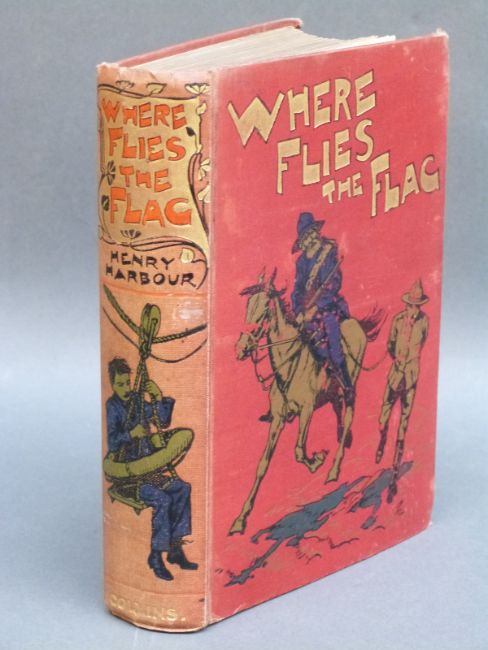 WHERE
FLIES
THE
FLAG
HENRY
HARBOUR
COLLINS.
WHERE
FLIES
THE FLAG